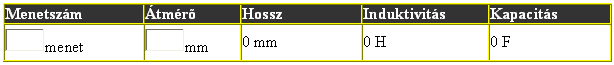 Menetszám Átmérő Hossz Induktivitás Kapacitás
menet mm 0 mm 0 H 0 F